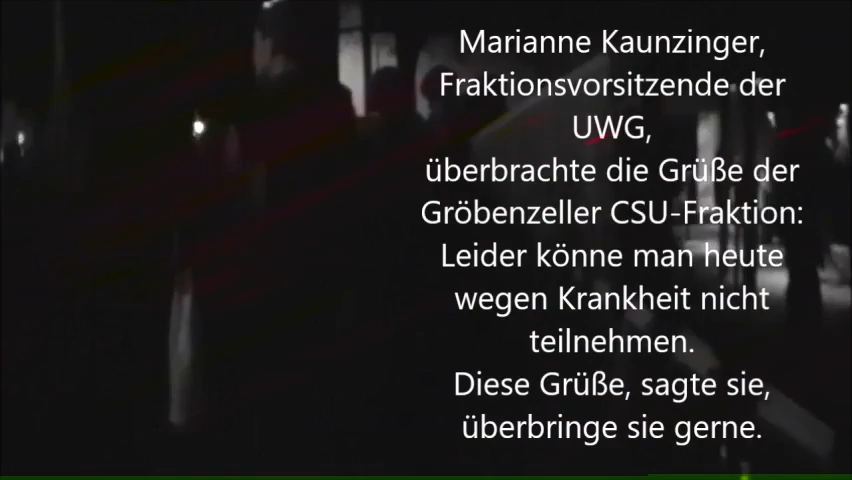 Marianne Kaunzinger,
Fraktionsvorsitzende der
UWG,
überbrachte die Grüße der
Gröbenzeller CSU-Fraktion:
Leider könne man heute
wegen Krankheit nicht
teilnehmen.
Diese Grüße, sagte sie,
überbringe sie gerne.